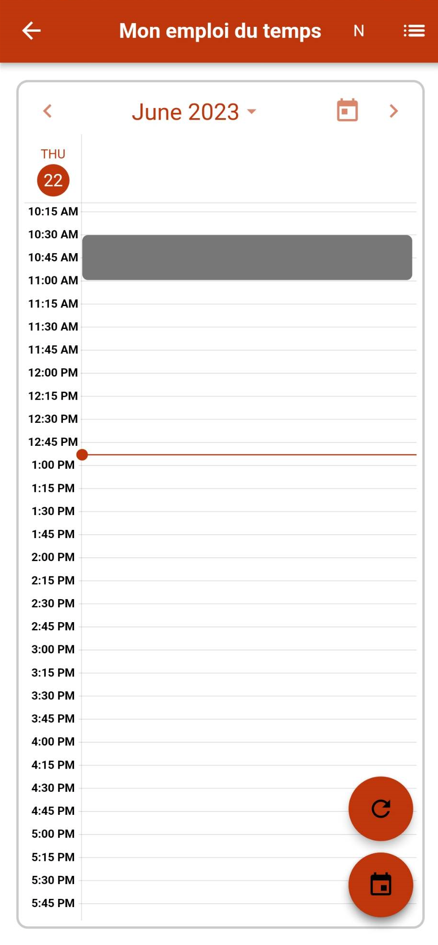 Mon emploi du temps N
June 2023
THU
22
10:15 AM
10:30 AM
10:45 AM
11:00 AM
11:15 AM
11:30 AM
11:45 AM
12:00 PM
12:15 PM
12:30 PM
12:45 PM
1:00 PM
1:15 PM
1:30 PM
1:45 PM
2:00 PM
2:15 PM
2:30 PM
2:45 PM
3:00 PM
3:15 PM
3:30 PM
3:45 PM
4:00 PM
4:15 PM
4:30 PM
4:45 PM
5:00 PM
5:15 PM
5:30 PM
5:45 PM